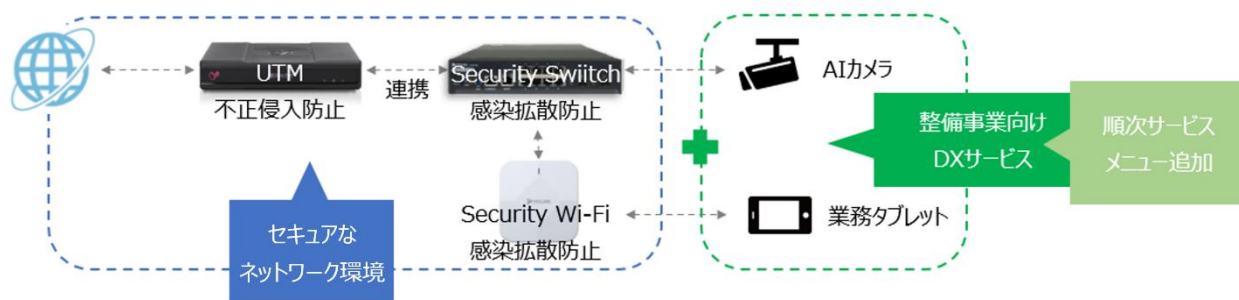 UTM
不正侵入防止
連携
Security Swiitch
感染拡散防止
Security Wi-Fi
感染拡散防止
セキュアな
ネットワーク環境
AIカメラ
業務タブレット
整備事業向け
DXサービス
順次サービス
メニュー追加